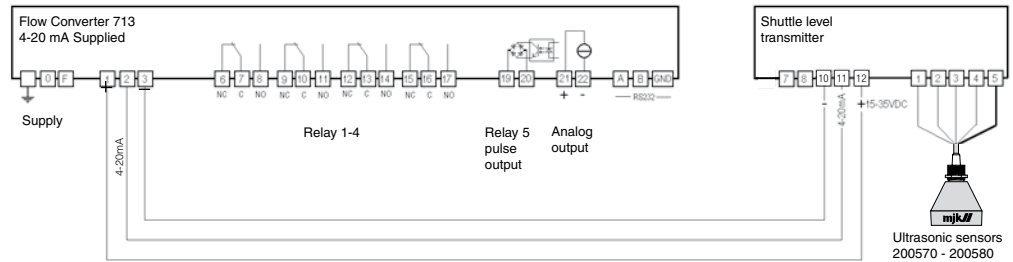 Flow Converter 713
4-20 mA Supplied
0 F 1 2 3 6 7 8 9 10 11 12 13 14 15 16 17 19 20 21 22 A B GND
NC C NO NC C NO NC C NO NC C NO + - RS232
Supply
Relay 1-4
Relay 5
pulse
output
Analog
output
4-20mA
Shuttle level
transmitter
7 8 10 11 12 1 2 3 4 5
-
4-20mA
+15-35VDC
mjk
Ultrasonic sensors
200570 - 200580